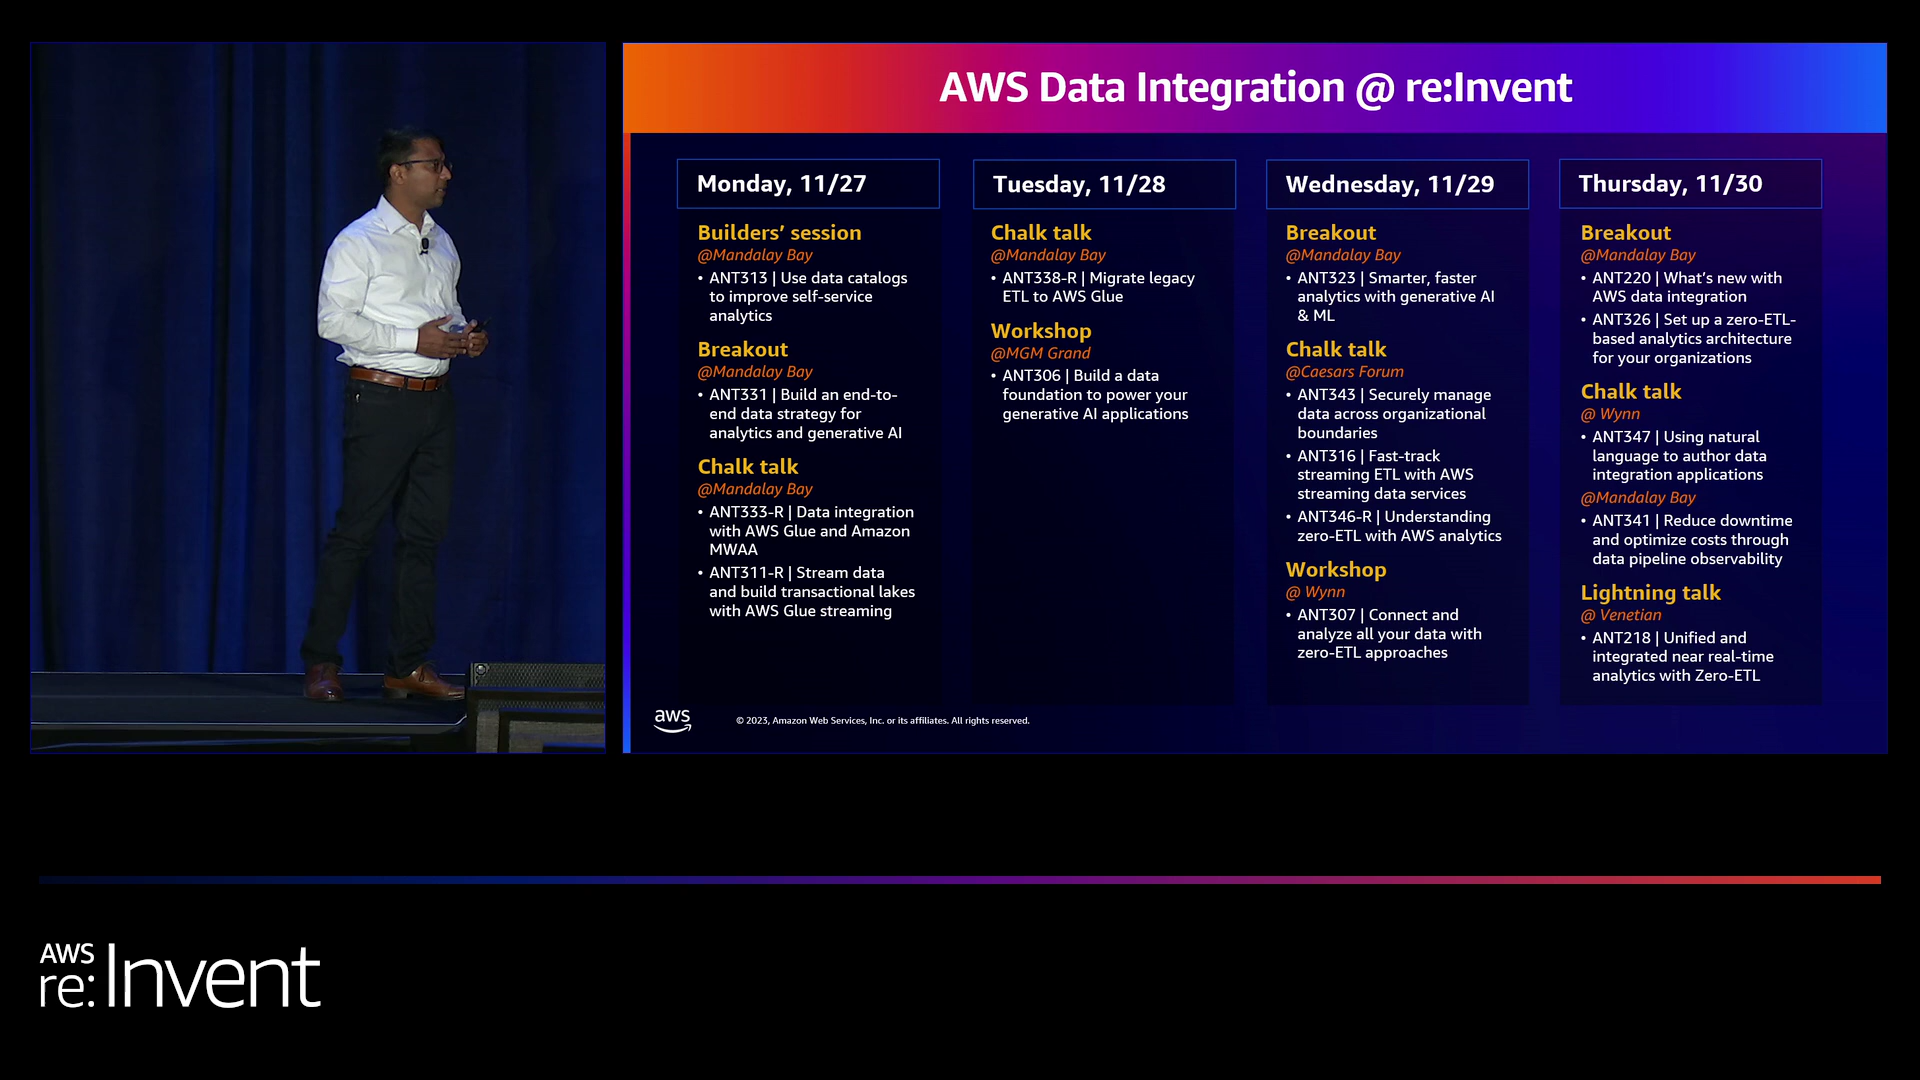 AWS Data Integration @ re:Invent
Monday, 11/27
Builders’ session
@Mandalay Bay
• ANT313 | Use data catalogs
to improve self-service
analytics
Breakout
@Mandalay Bay
• ANT331 | Build an end-to-
end data strategy for
analytics and generative AI
Chalk talk
@Mandalay Bay
• ANT333-R | Data integration
with AWS Glue and Amazon
MWAA
• ANT311-R | Stream data
and build transactional lakes
with AWS Glue streaming
Tuesday, 11/28
Chalk talk
@Mandalay Bay
• ANT338-R | Migrate legacy
ETL to AWS Glue
Workshop
@MGM Grand
• ANT306 | Build a data
foundation to power your
generative AI applications
Wednesday, 11/29
Breakout
@Mandalay Bay
• ANT323 | Smarter, faster
analytics with generative AI
& ML
Chalk talk
@Caesars Forum
• ANT343 | Securely manage
data across organizational
boundaries
• ANT316 | Fast-track
streaming ETL with AWS
streaming data services
• ANT346-R | Understanding
zero-ETL with AWS analytics
Workshop
@ Wynn
• ANT307 | Connect and
analyze all your data with
zero-ETL approaches
Thursday, 11/30
Breakout
@Mandalay Bay
• ANT220 | What’s new with
AWS data integration
• ANT326 | Set up a zero-ETL-
based analytics architecture
for your organizations
Chalk talk
@ Wynn
• ANT347 | Using natural
language to author data
integration applications
@Mandalay Bay
• ANT341 | Reduce downtime
and optimize costs through
data pipeline observability
Lightning talk
@ Venetian
• ANT218 | Unified and
integrated near real-time
analytics with Zero-ETL
aws
© 2023, Amazon Web Services, Inc. or its affiliates. All rights reserved.
AWS
re:Invent